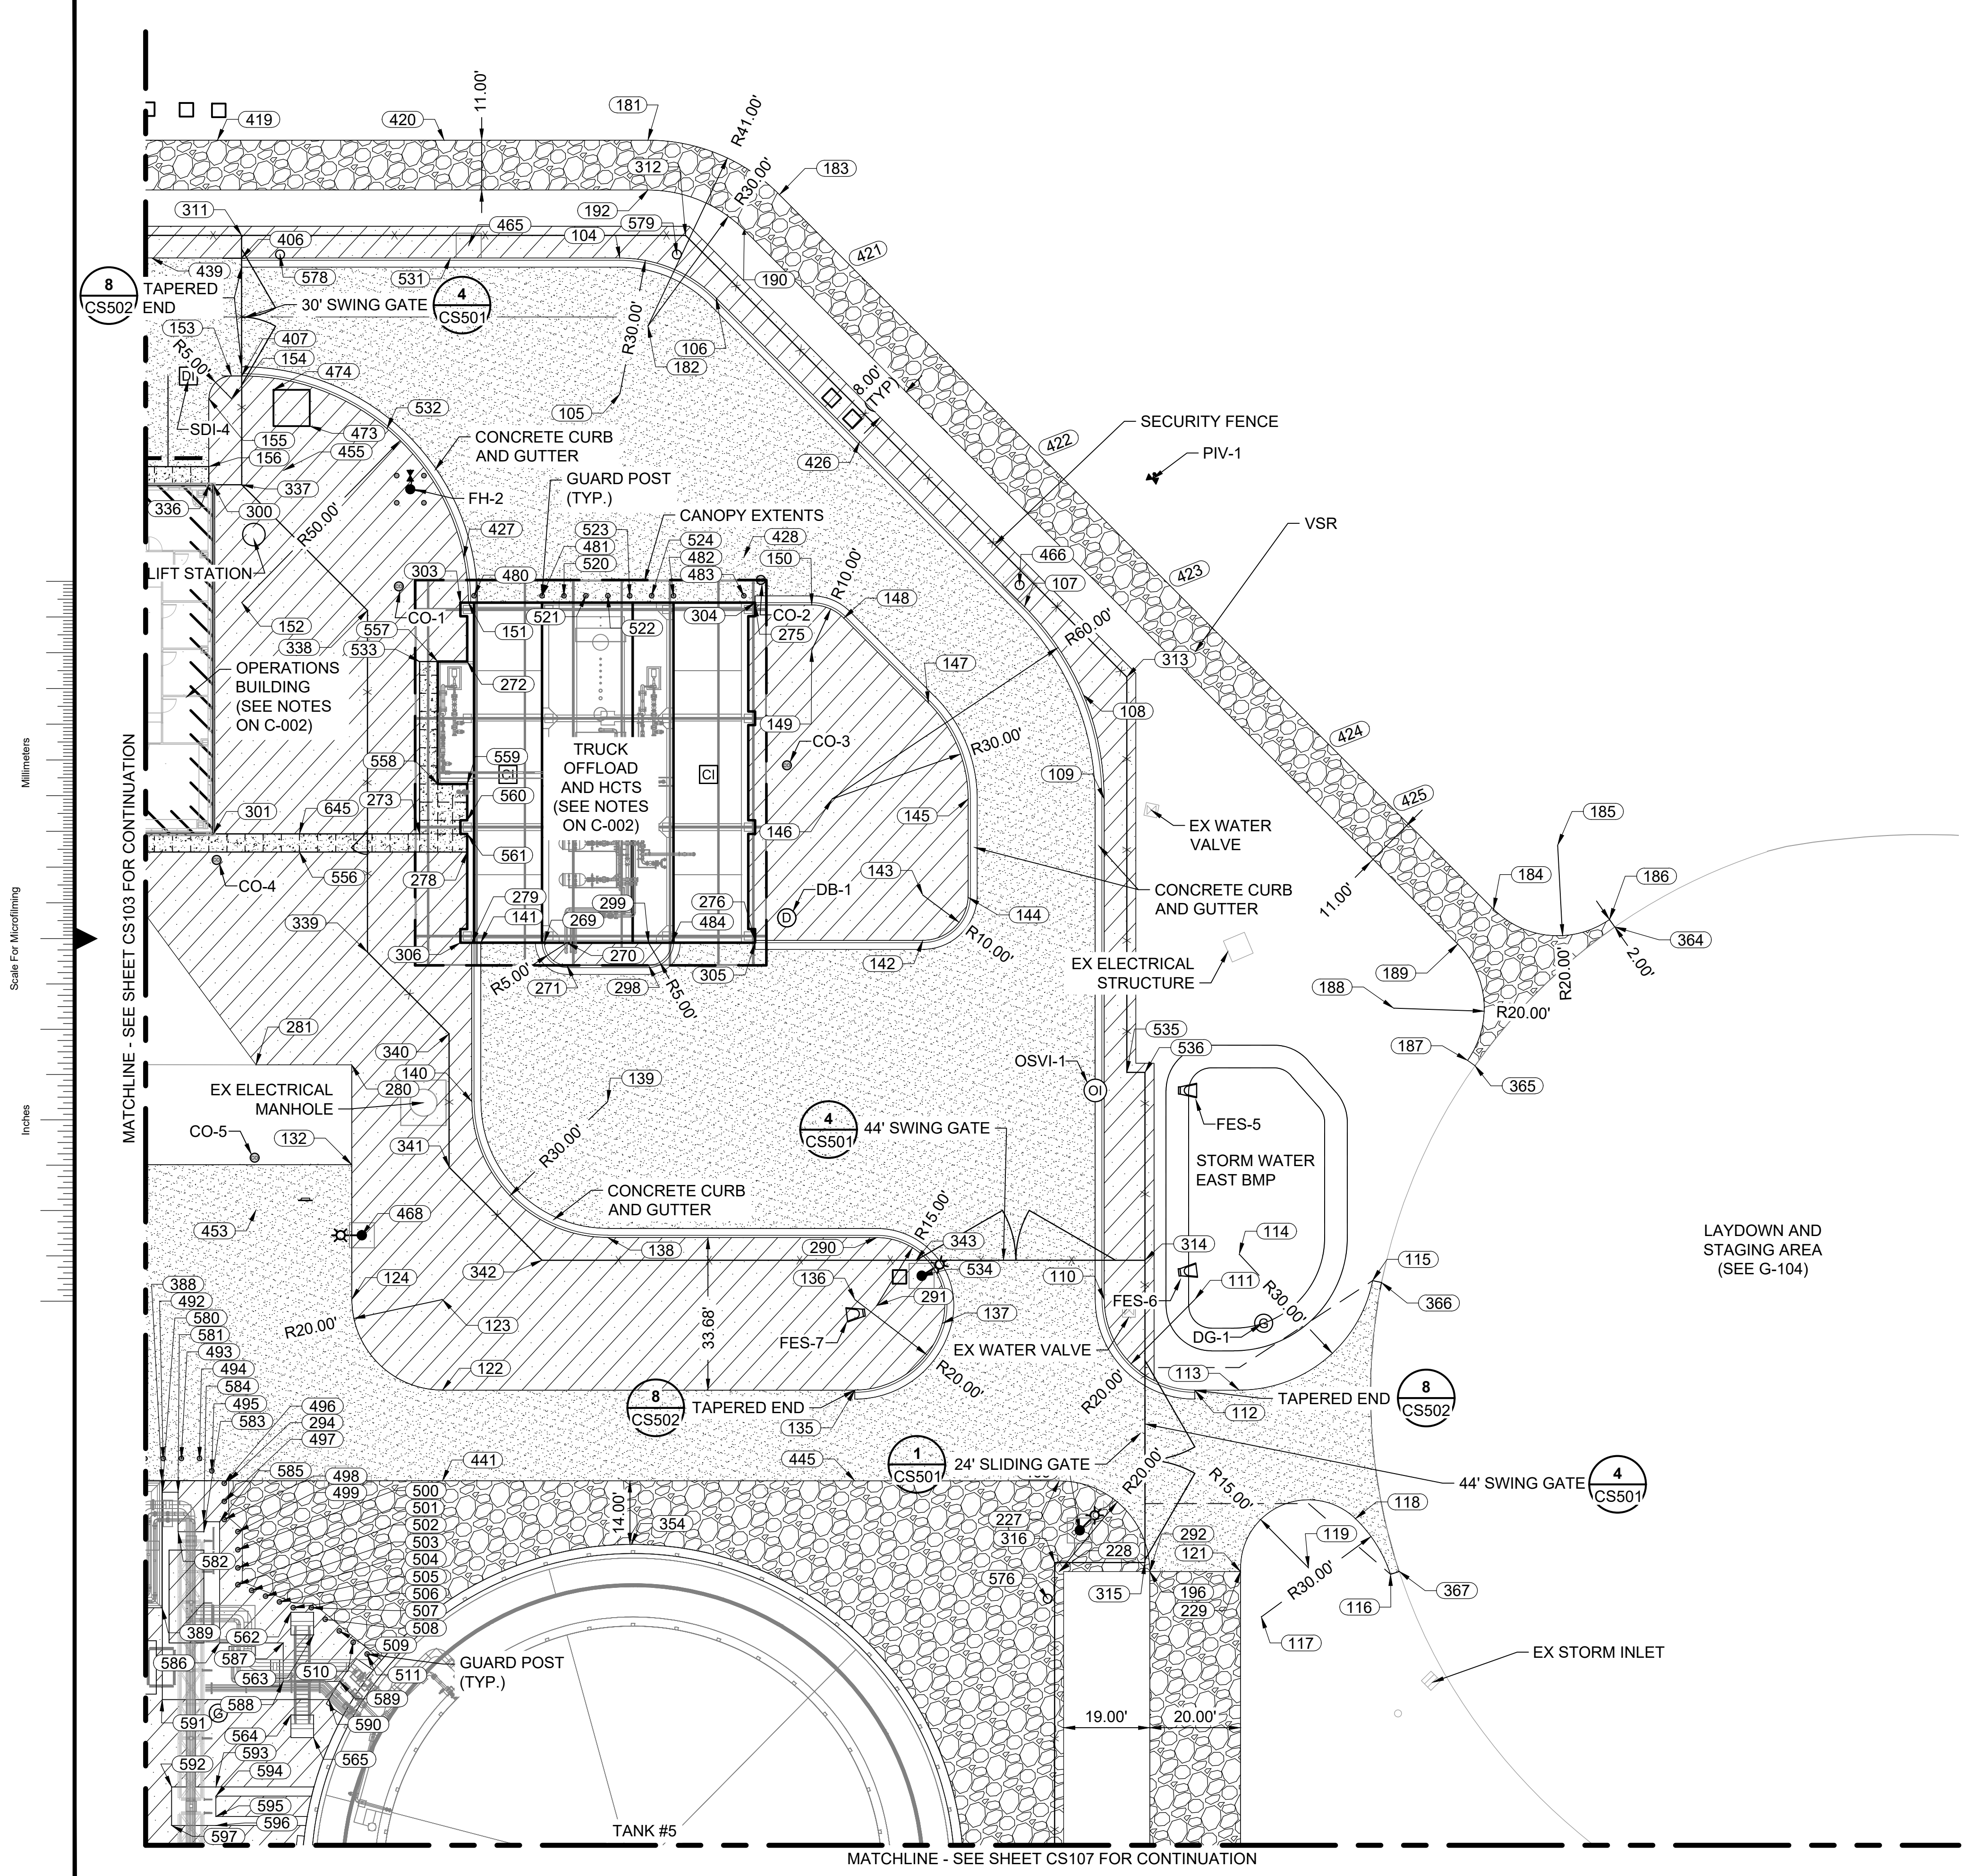 11.00'
181
419
420
R41.00'
312
R30.00'
183
311
192
465
579
104
406
421
439
578
531
190
8
CS502
TAPERED
END
30' SWING GATE
4
CS501
153
407
R5.00'
154
R30.00'
106
182
474
DI
8.00'
(TYP)
105
532
SDI-4
473
CONCRETE CURB
AND GUTTER
422
SECURITY FENCE
155
156
455
426
PIV-1
337
GUARD POST
(TYP.)
FH-2
336
300
R50.00'
CANOPY EXTENTS
427
523
481
520
524
482
483
428
150
R10.00'
VSR
466
423
107
LIFT STATION
303
480
148
CO-1
521
522
304
CO-2
275
R60.00'
152
557
151
338
533
313
OPERATIONS
BUILDING
(SEE NOTES
ON C-002)
272
147
149
108
CO-3
R30.00'
424
TRUCK
OFFLOAD
AND HCTS
(SEE NOTES
ON C-002)
558
559
CI
CI
109
425
273
560
301
645
146
145
EX WATER
VALVE
185
561
556
278
CO-4
143
CONCRETE CURB
AND GUTTER
184
186
11.00'
279
141
299
269
276
484
DB-1
D
144
339
306
270
305
142
R10.00'
EX ELECTRICAL
STRUCTURE
364
2.00'
R20.00'
189
R5.00'
271
298
R5.00'
188
R20.00'
281
340
535
536
187
365
140
OSVI-1
OI
EX ELECTRICAL
MANHOLE
280
139
4
CS501
44' SWING GATE
FES-5
CO-5
132
341
R30.00'
STORM WATER
EAST BMP
CONCRETE CURB
AND GUTTER
453
468
R15.00'
114
LAYDOWN AND
STAGING AREA
(SEE G-104)
138
290
343
314
342
534
115
124
136
291
110
111
FES-6
R30.00'
366
388
492
580
581
493
494
584
495
583
R20.00'
123
33.68'
FES-7
137
DG-1
G
EX WATER VALVE
122
R20.00'
R20.00'
113
8
CS502
TAPERED END
135
112
TAPERED END
8
CS502
496
294
497
441
445
1
CS501
24' SLIDING GATE
585
498
499
500
501
502
503
504
505
506
507
508
509
14.00'
354
R20.00'
R15.00'
44' SWING GATE
4
CS501
118
227
316
292
121
119
582
228
576
315
196
229
R30.00'
367
116
389
562
586
587
563
510
511
GUARD POST
(TYP.)
117
EX STORM INLET
588
589
G
591
590
564
565
19.00'
20.00'
592
593
594
595
596
597
TANK #5
MATCHLINE - SEE SHEET CS103 FOR CONTINUATION
MATCHLINE - SEE SHEET CS107 FOR CONTINUATION
Millimeters
Scale For Microfilming
Inches